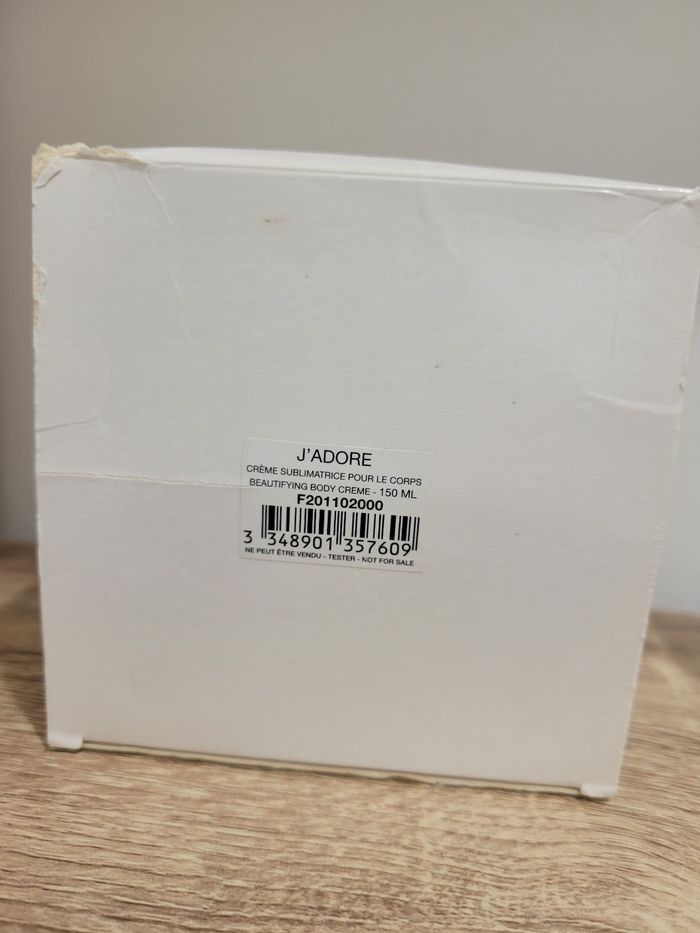 J'ADORE
CRÈME SUBLIMATRICE POUR LE CORPS
BEAUTIFYING BODY CREME - 150 ML
F201102000
3 348901 357609
NE PEUT ÊTRE VENDU - TESTER - NOT FOR SALE